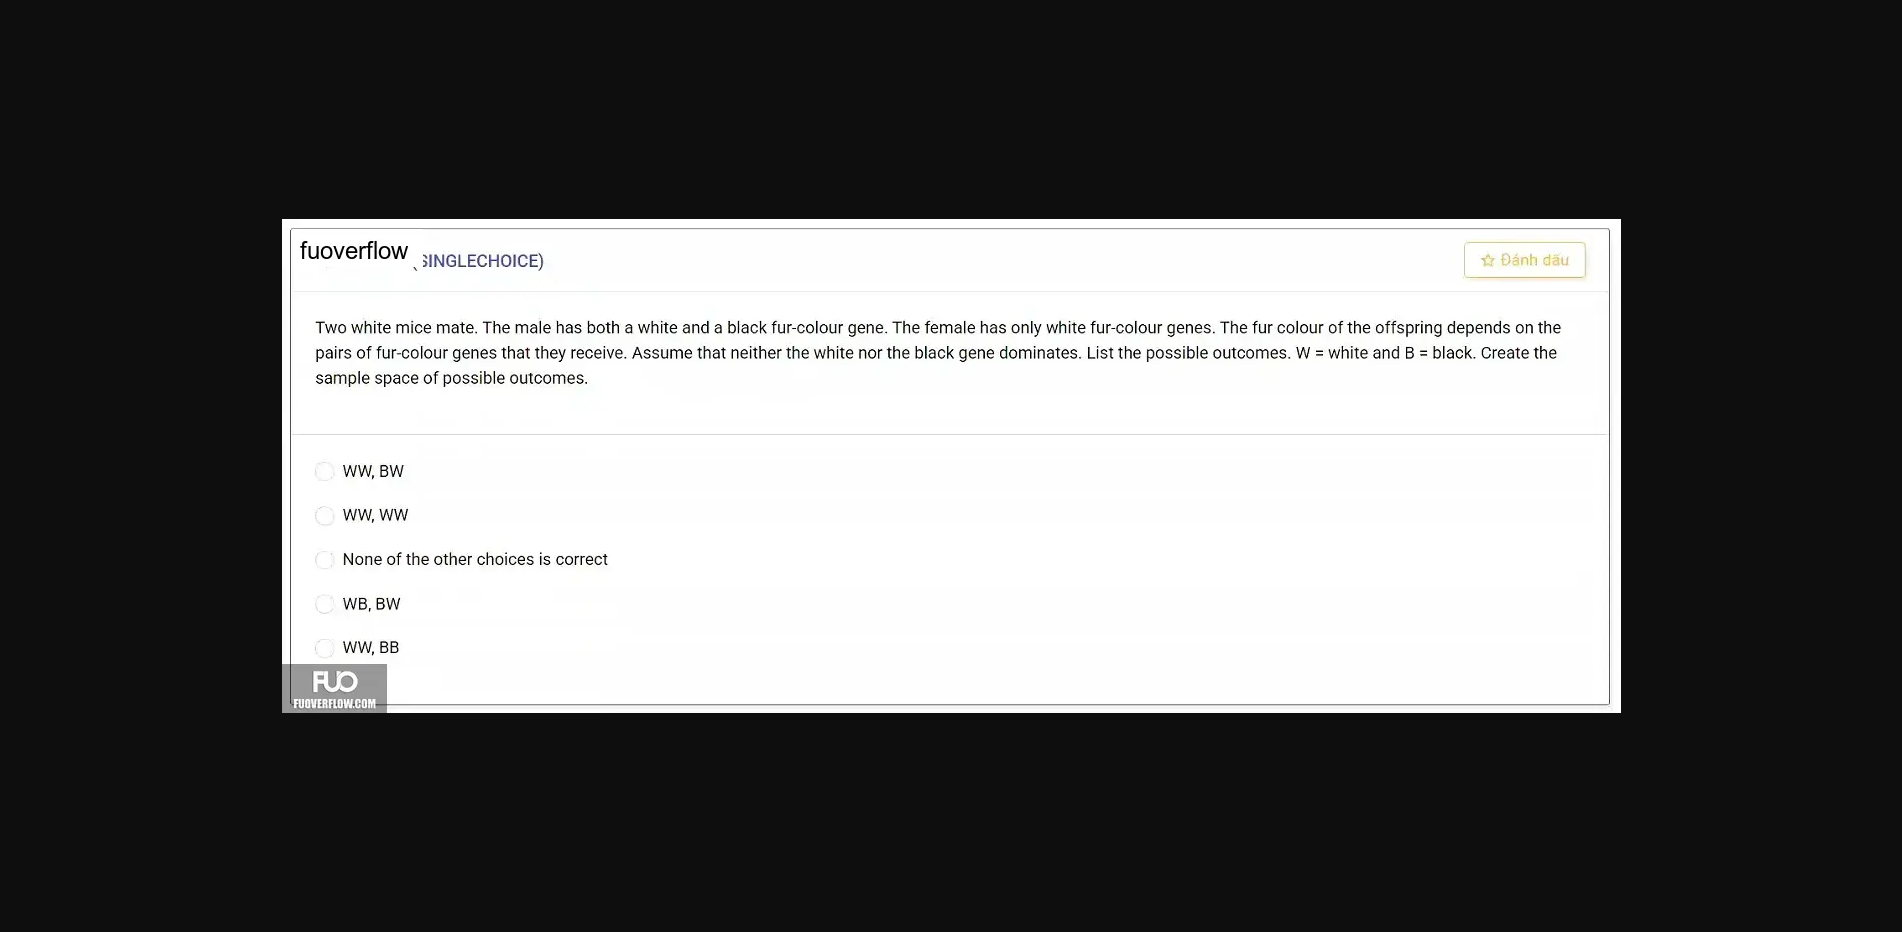 fuoverflow
(SINGLECHOICE)
Đánh dấu
Two white mice mate. The male has both a white and a black fur-colour gene. The female has only white fur-colour genes. The fur colour of the offspring depends on the
pairs of fur-colour genes that they receive. Assume that neither the white nor the black gene dominates. List the possible outcomes. W = white and B = black. Create the
sample space of possible outcomes.
WW, BW
WW, WW
None of the other choices is correct
WB, BW
WW, BB
FUO
FUOVERFLOW.COM